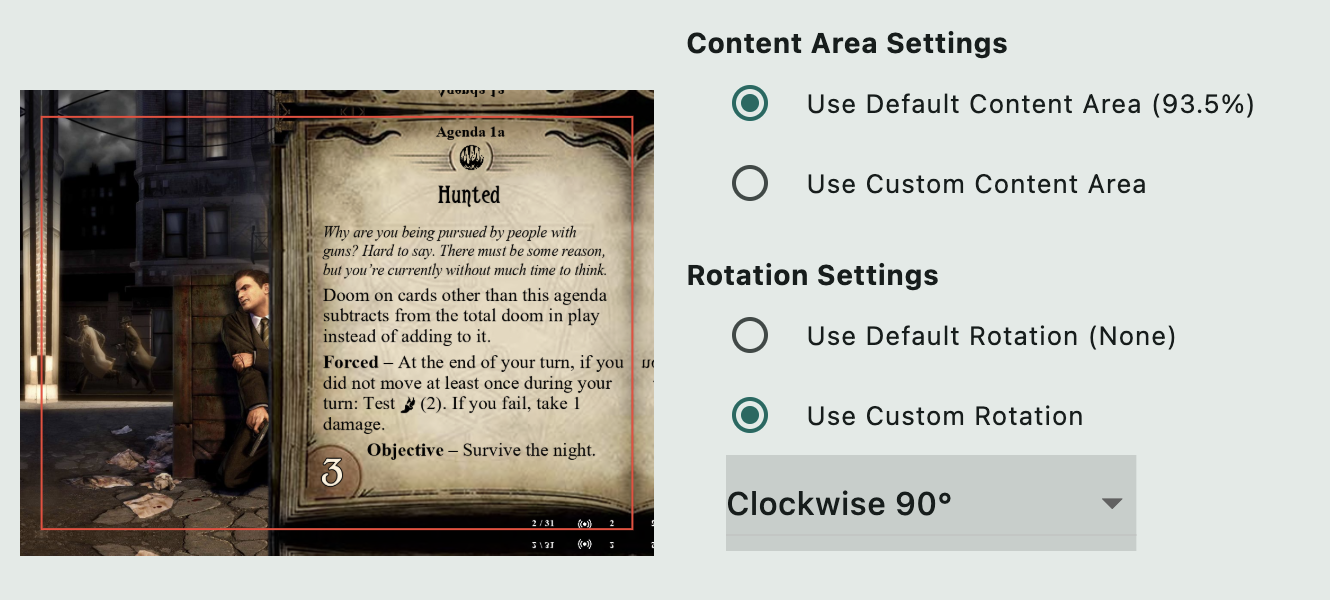 Agenda 1a
Hunted
Why are you being pursued by people with
guns? Hard to say. There must be some reason,
but you're currently without much time to think.
Doom on cards other than this agenda
subtracts from the total doom in play
instead of adding to it.
Forced – At the end of your turn, if you
did not move at least once during your
turn: Test (2). If you fail, take 1
damage.
Objective – Survive the night.
3
2 / 31 2
Content Area Settings
Use Default Content Area (93.5%)
Use Custom Content Area
Rotation Settings
Use Default Rotation (None)
Use Custom Rotation
Clockwise 90°